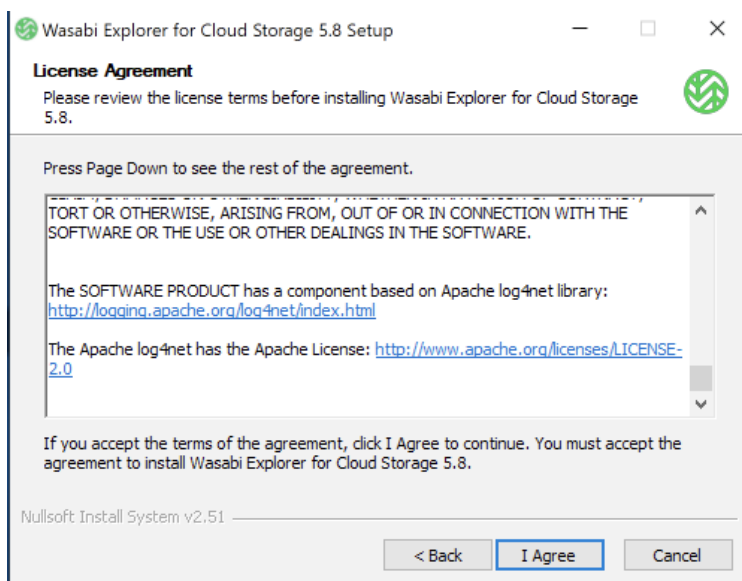 Wasabi Explorer for Cloud Storage 5.8 Setup
License Agreement
Please review the license terms before installing Wasabi Explorer for Cloud Storage
5.8.
Press Page Down to see the rest of the agreement.
TORT OR OTHERWISE, ARISING FROM, OUT OF OR IN CONNECTION WITH THE
SOFTWARE OR THE USE OR OTHER DEALINGS IN THE SOFTWARE.
The SOFTWARE PRODUCT has a component based on Apache log4net library:
http://logging.apache.org/log4net/index.html
The Apache log4net has the Apache License: http://www.apache.org/licenses/LICENSE-
2.0
If you accept the terms of the agreement, click I Agree to continue. You must accept the
agreement to install Wasabi Explorer for Cloud Storage 5.8.
Nullsoft Install System v2.51
< Back
I Agree
Cancel